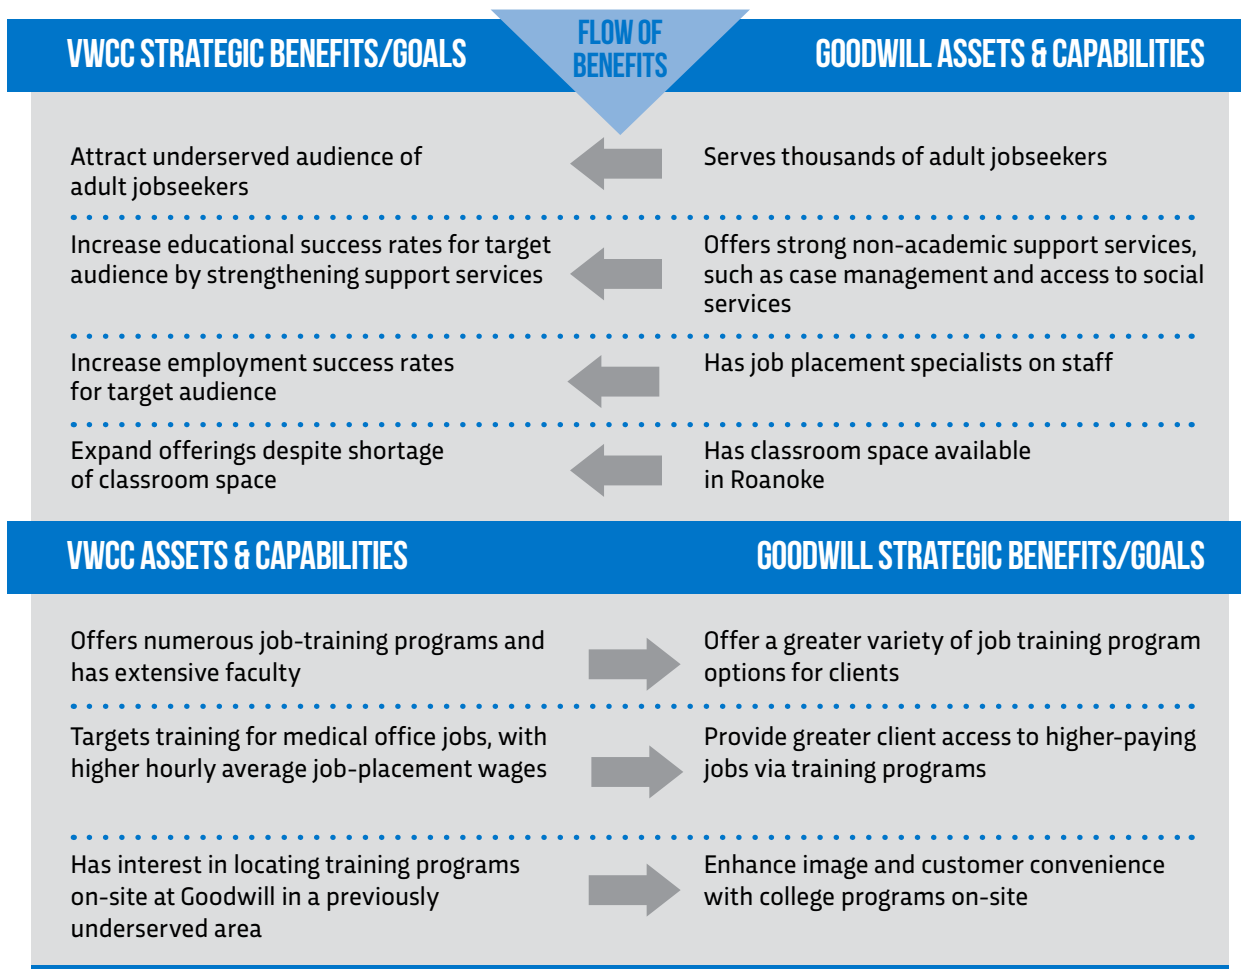 VWCC STRATEGIC BENEFITS/GOALS
FLOW OF
BENEFITS
GOODWILL ASSETS & CAPABILITIES
Attract underserved audience of
adult jobseekers
Serves thousands of adult jobseekers
Increase educational success rates for target
audience by strengthening support services
Offers strong non-academic support services,
such as case management and access to social
services
Increase employment success rates
for target audience
Has job placement specialists on staff
Expand offerings despite shortage
of classroom space
Has classroom space available
in Roanoke
VWCC ASSETS & CAPABILITIES
GOODWILL STRATEGIC BENEFITS/GOALS
Offers numerous job-training programs and
has extensive faculty
Offer a greater variety of job training program
options for clients
Targets training for medical office jobs, with
higher hourly average job-placement wages
Provide greater client access to higher-paying
jobs via training programs
Has interest in locating training programs
on-site at Goodwill in a previously
underserved area
Enhance image and customer convenience
with college programs on-site